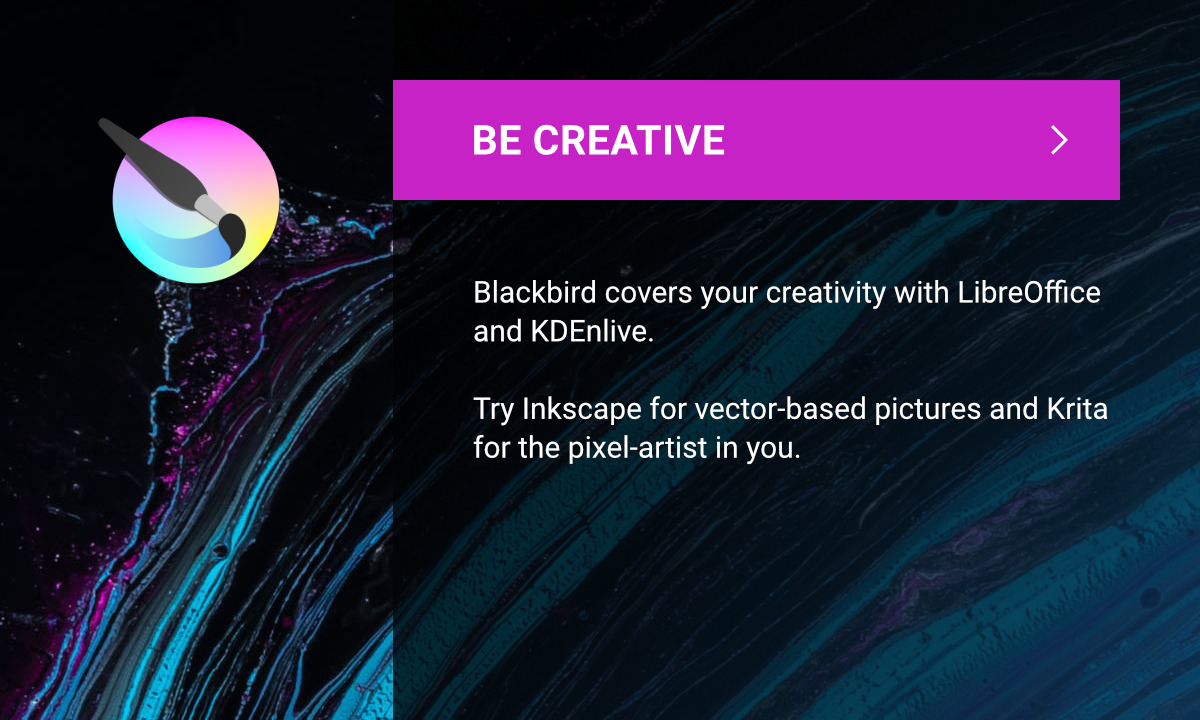 BE CREATIVE
Blackbird covers your creativity with LibreOffice
and KDEnlive.
Try Inkscape for vector-based pictures and Krita
for the pixel-artist in you.